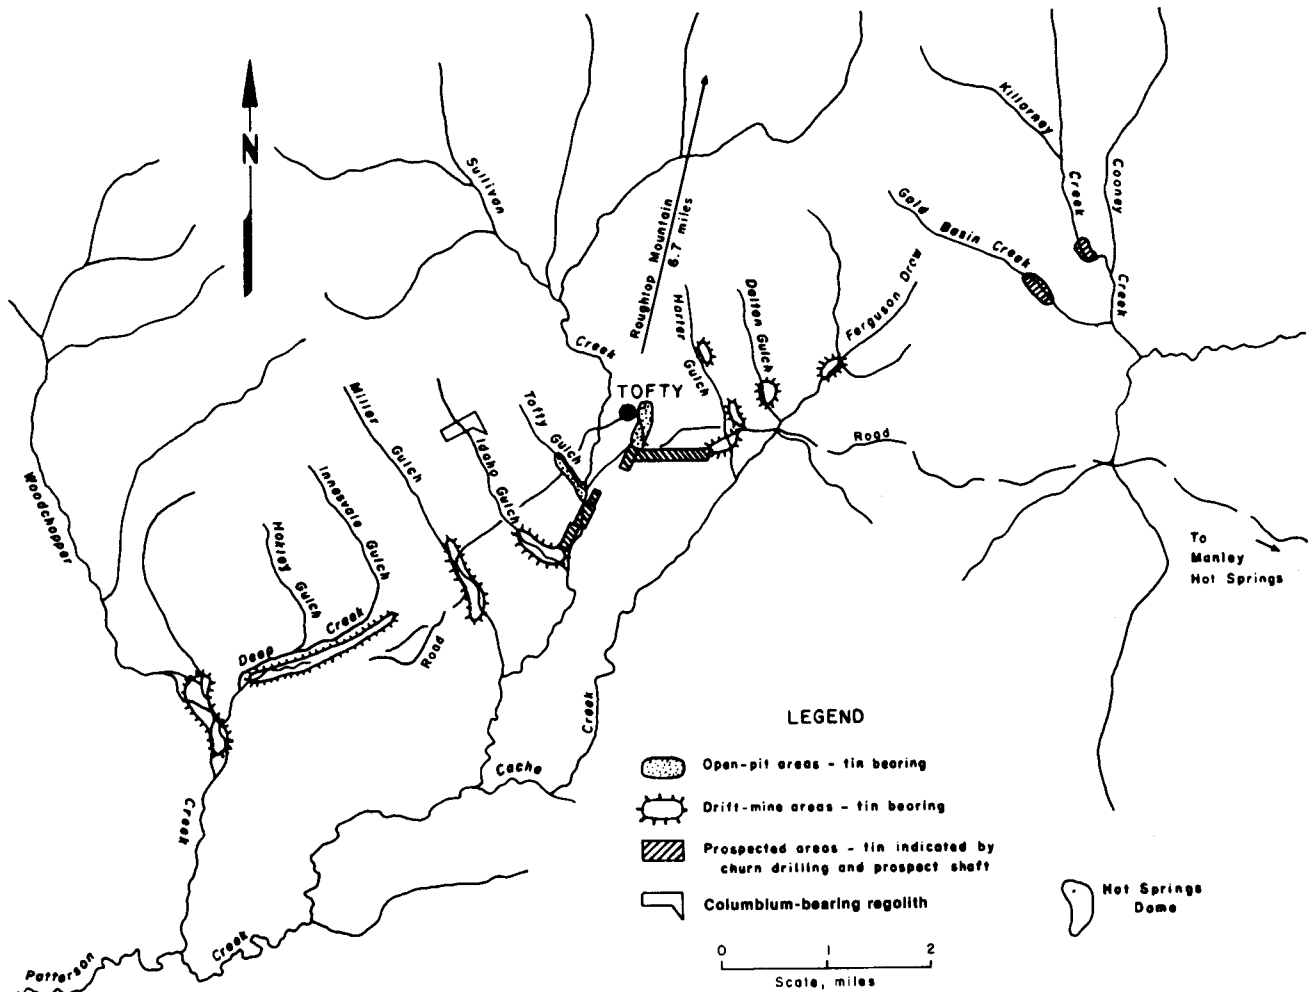 N
Sullivan
Creek
Killarney
Creek
Cooney
Creek
Gold Basin Creek
Roughtop Mountain
6.7 miles
Harter
Gulch
Dalton Gulch
Ferguson Draw
TOFTY
Tofty
Gulch
Miller
Gulch
Idaho Gulch
Innesvale Gulch
Hokley
Gulch
Woodchopper
Creek
Deep Creek
Road
Road
To
Manley
Hot Springs
Creek
Cache
Patterson
Creek
LEGEND
Open-pit areas - tin bearing
Drift-mine areas - tin bearing
Prospected areas - tin indicated by
churn drilling and prospect shaft
Columbium-bearing regolith
Hot Springs
Dome
0 1 2
Scale, miles